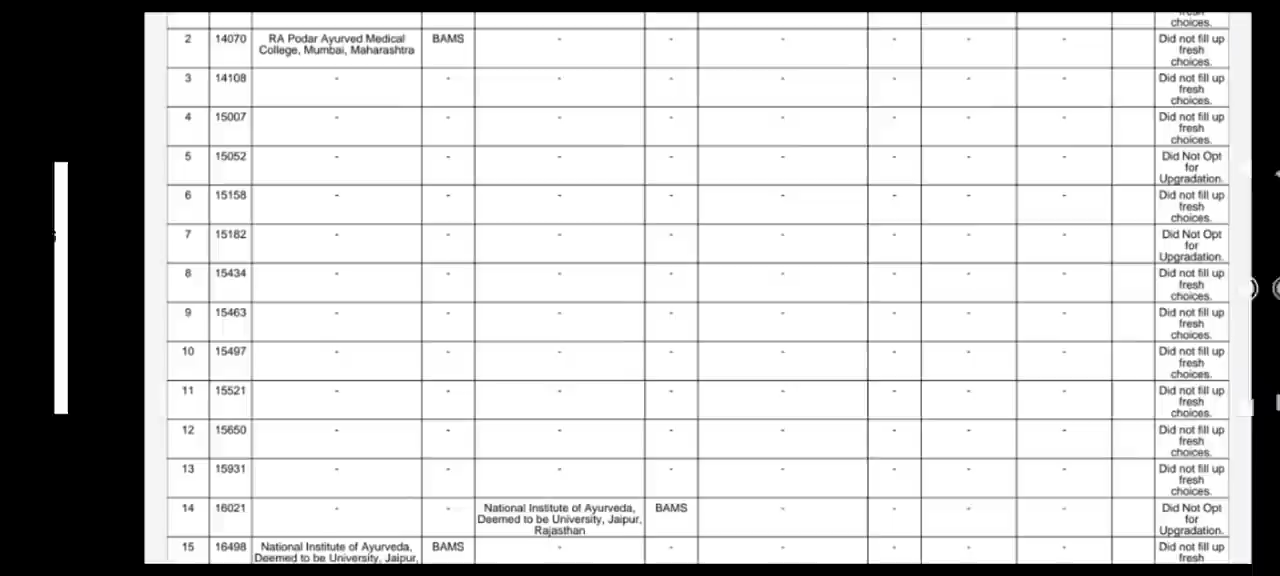 fresh
choices.
2 14070 RA Podar Ayurved Medical College, Mumbai, Maharashtra BAMS - - - - - - Did not fill up fresh choices.
3 14108 - - - - - - - - Did not fill up fresh choices.
4 15007 - - - - - - - - Did not fill up fresh choices.
5 15052 - - - - - - - - Did Not Opt for Upgradation.
6 15158 - - - - - - - - Did not fill up fresh choices.
7 15182 - - - - - - - - Did Not Opt for Upgradation.
8 15434 - - - - - - - - Did not fill up fresh choices.
9 15463 - - - - - - - - Did not fill up fresh choices.
10 15497 - - - - - - - - Did not fill up fresh choices.
11 15521 - - - - - - - - Did not fill up fresh choices.
12 15650 - - - - - - - - Did not fill up fresh choices.
13 15931 - - - - - - - - Did not fill up fresh choices.
14 16021 - - National Institute of Ayurveda, Deemed to be University, Jaipur, Rajasthan BAMS - - - - Did Not Opt for Upgradation.
15 16498 National Institute of Ayurveda, Deemed to be University, Jaipur, BAMS - - - - - - Did not fill up fresh